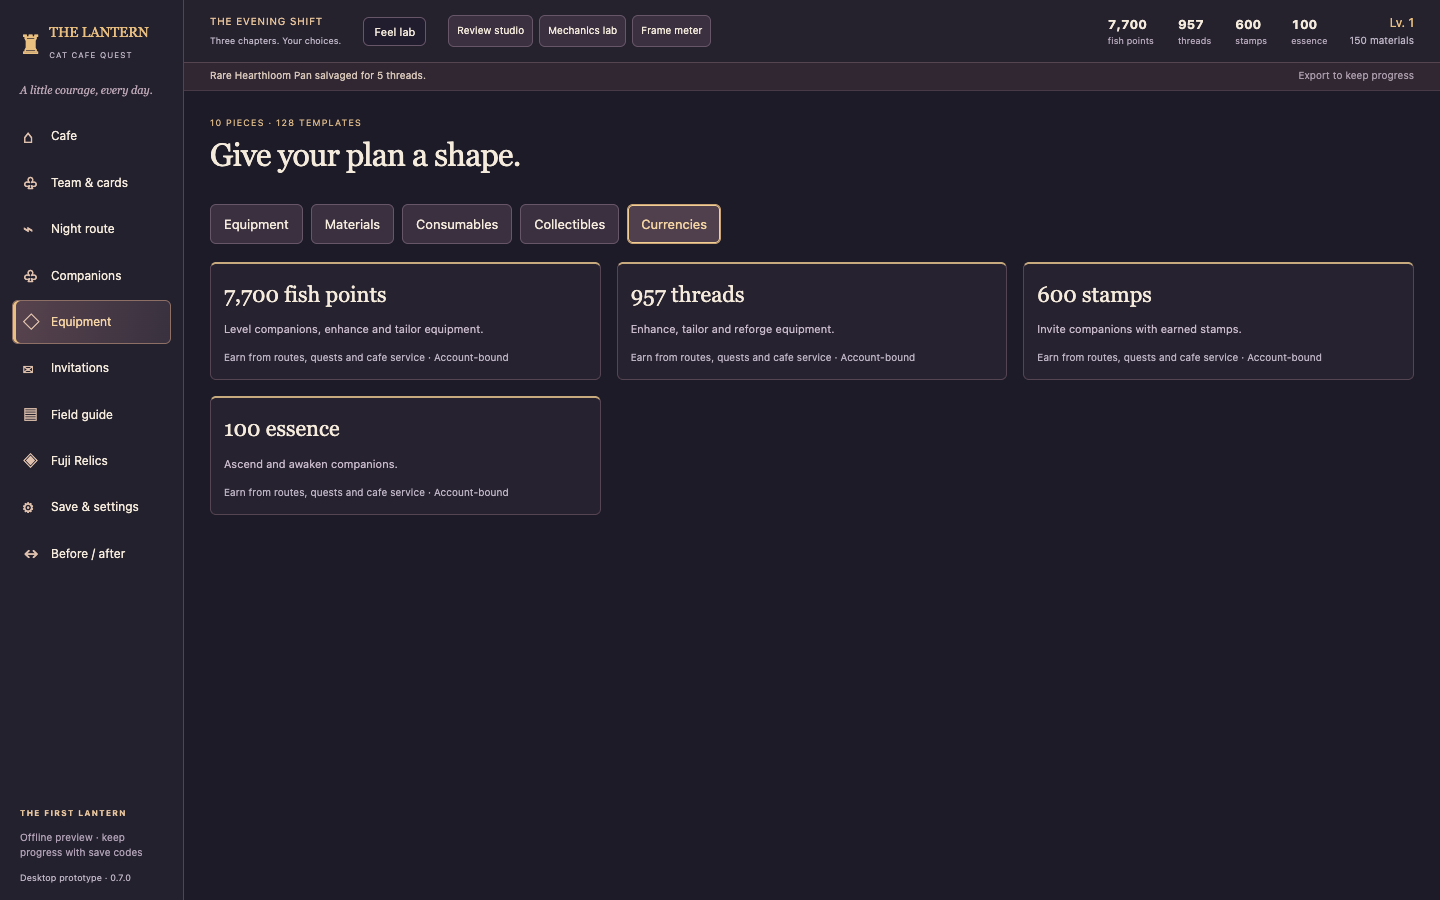 THE LANTERN
CAT CAFE QUEST
A little courage, every day.
Cafe
Team & cards
Night route
Companions
Equipment
Invitations
Field guide
Fuji Relics
Save & settings
Before / after
THE FIRST LANTERN
Offline preview · keep
progress with save codes
Desktop prototype · 0.7.0
THE EVENING SHIFT
Three chapters. Your choices.
Feel lab
Review studio
Mechanics lab
Frame meter
7,700
fish points
957
threads
600
stamps
100
essence
Lv. 1
150 materials
Rare Hearthloom Pan salvaged for 5 threads.
Export to keep progress
10 PIECES · 128 TEMPLATES
Give your plan a shape.
Equipment
Materials
Consumables
Collectibles
Currencies
7,700 fish points
Level companions, enhance and tailor equipment.
Earn from routes, quests and cafe service · Account-bound
957 threads
Enhance, tailor and reforge equipment.
Earn from routes, quests and cafe service · Account-bound
600 stamps
Invite companions with earned stamps.
Earn from routes, quests and cafe service · Account-bound
100 essence
Ascend and awaken companions.
Earn from routes, quests and cafe service · Account-bound